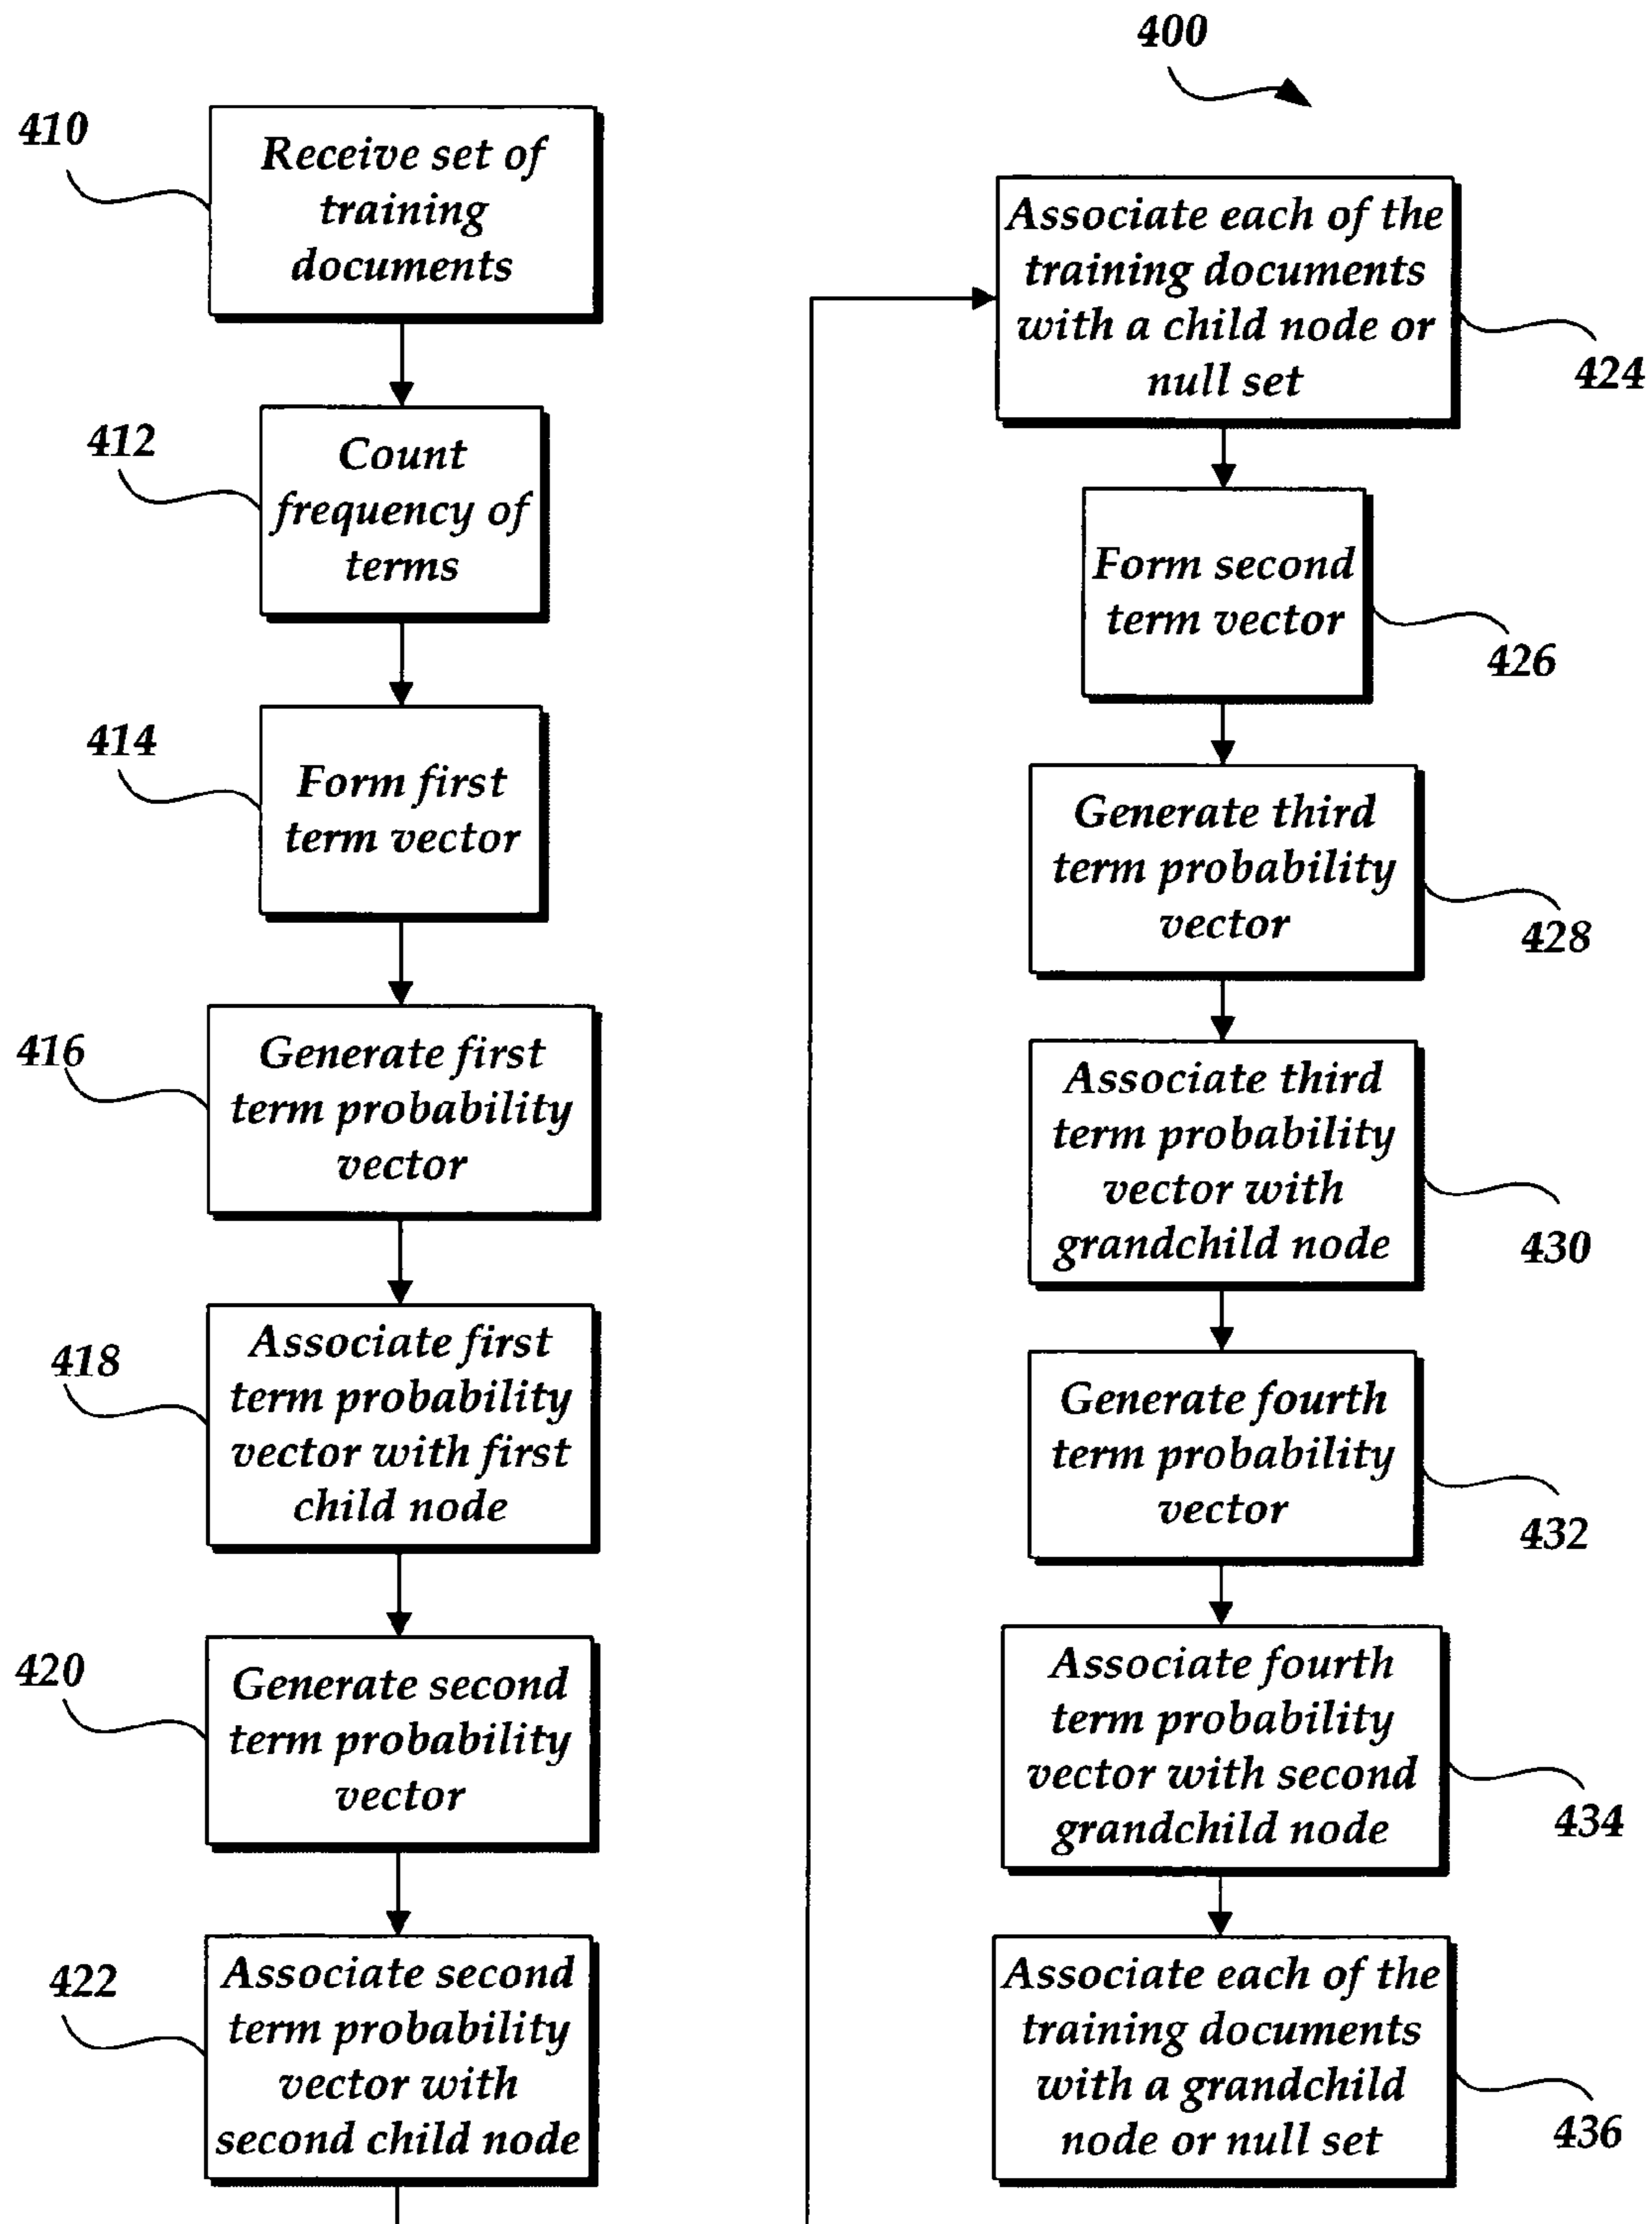 400
410
Receive set of
training
documents
412
Count
frequency of
terms
414
Form first
term vector
416
Generate first
term probability
vector
418
Associate first
term probability
vector with first
child node
420
Generate second
term probability
vector
422
Associate second
term probability
vector with
second child node
Associate each of the
training documents
with a child node or
null set
424
Form second
term vector
426
Generate third
term probability
vector
428
Associate third
term probability
vector with
grandchild node
430
Generate fourth
term probability
vector
432
Associate fourth
term probability
vector with second
grandchild node
434
Associate each of the
training documents
with a grandchild
node or null set
436